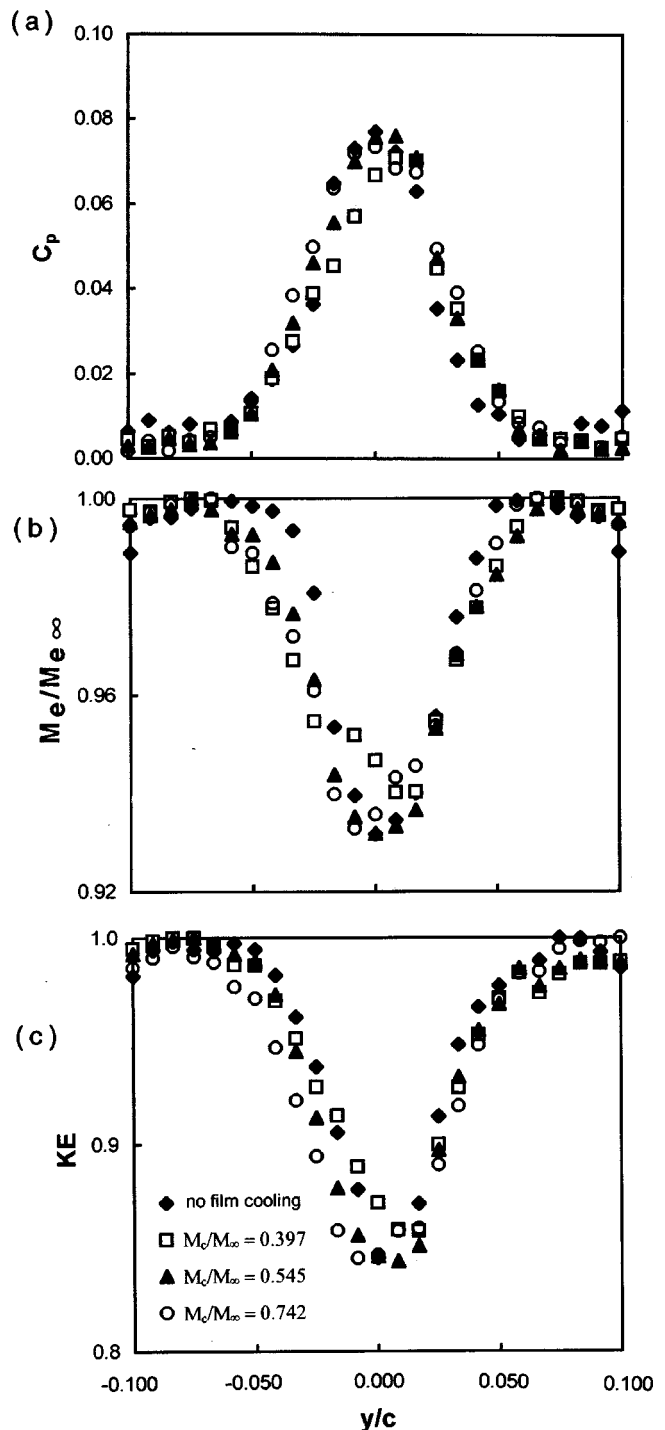 (a)
0.10
0.08
0.06
0.04
0.02
0.00
Cp
(b)
1.00
0.96
0.92
Me/Me∞
(c)
1.0
0.9
0.8
KE
no film cooling
Mc/M∞ = 0.397
Mc/M∞ = 0.545
Mc/M∞ = 0.742
-0.100 -0.050 0.000 0.050 0.100
y/c